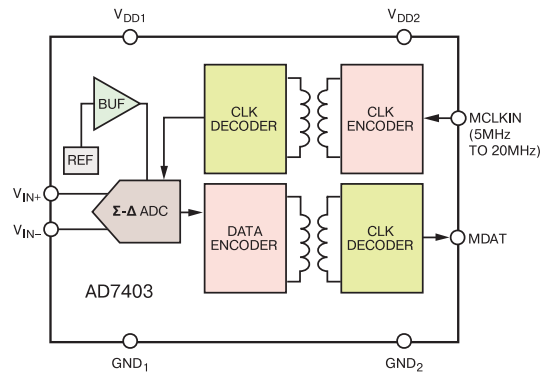 VDD1
VDD2
BUF
REF
CLK
DECODER
CLK
ENCODER
MCLKIN
(5MHz
TO 20MHz)
VIN+
VIN–
Σ-Δ ADC
DATA
ENCODER
CLK
DECODER
MDAT
AD7403
GND1
GND2